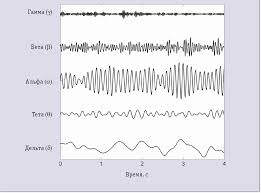 Гамма (γ)
Бета (β)
Альфа (α)
Тета (θ)
Дельта (δ)
0 1 2 3 4
Время, с